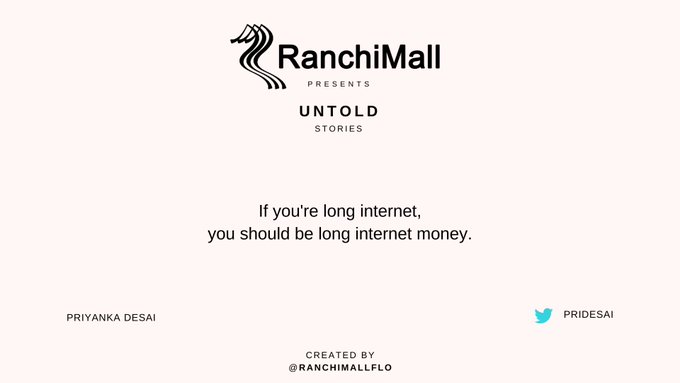 RanchiMall
PRESENTS
UNTOLD
STORIES
If you're long internet,
you should be long internet money.
PRIYANKA DESAI
PRIDESAI
CREATED BY
@RANCHIMALLFLO